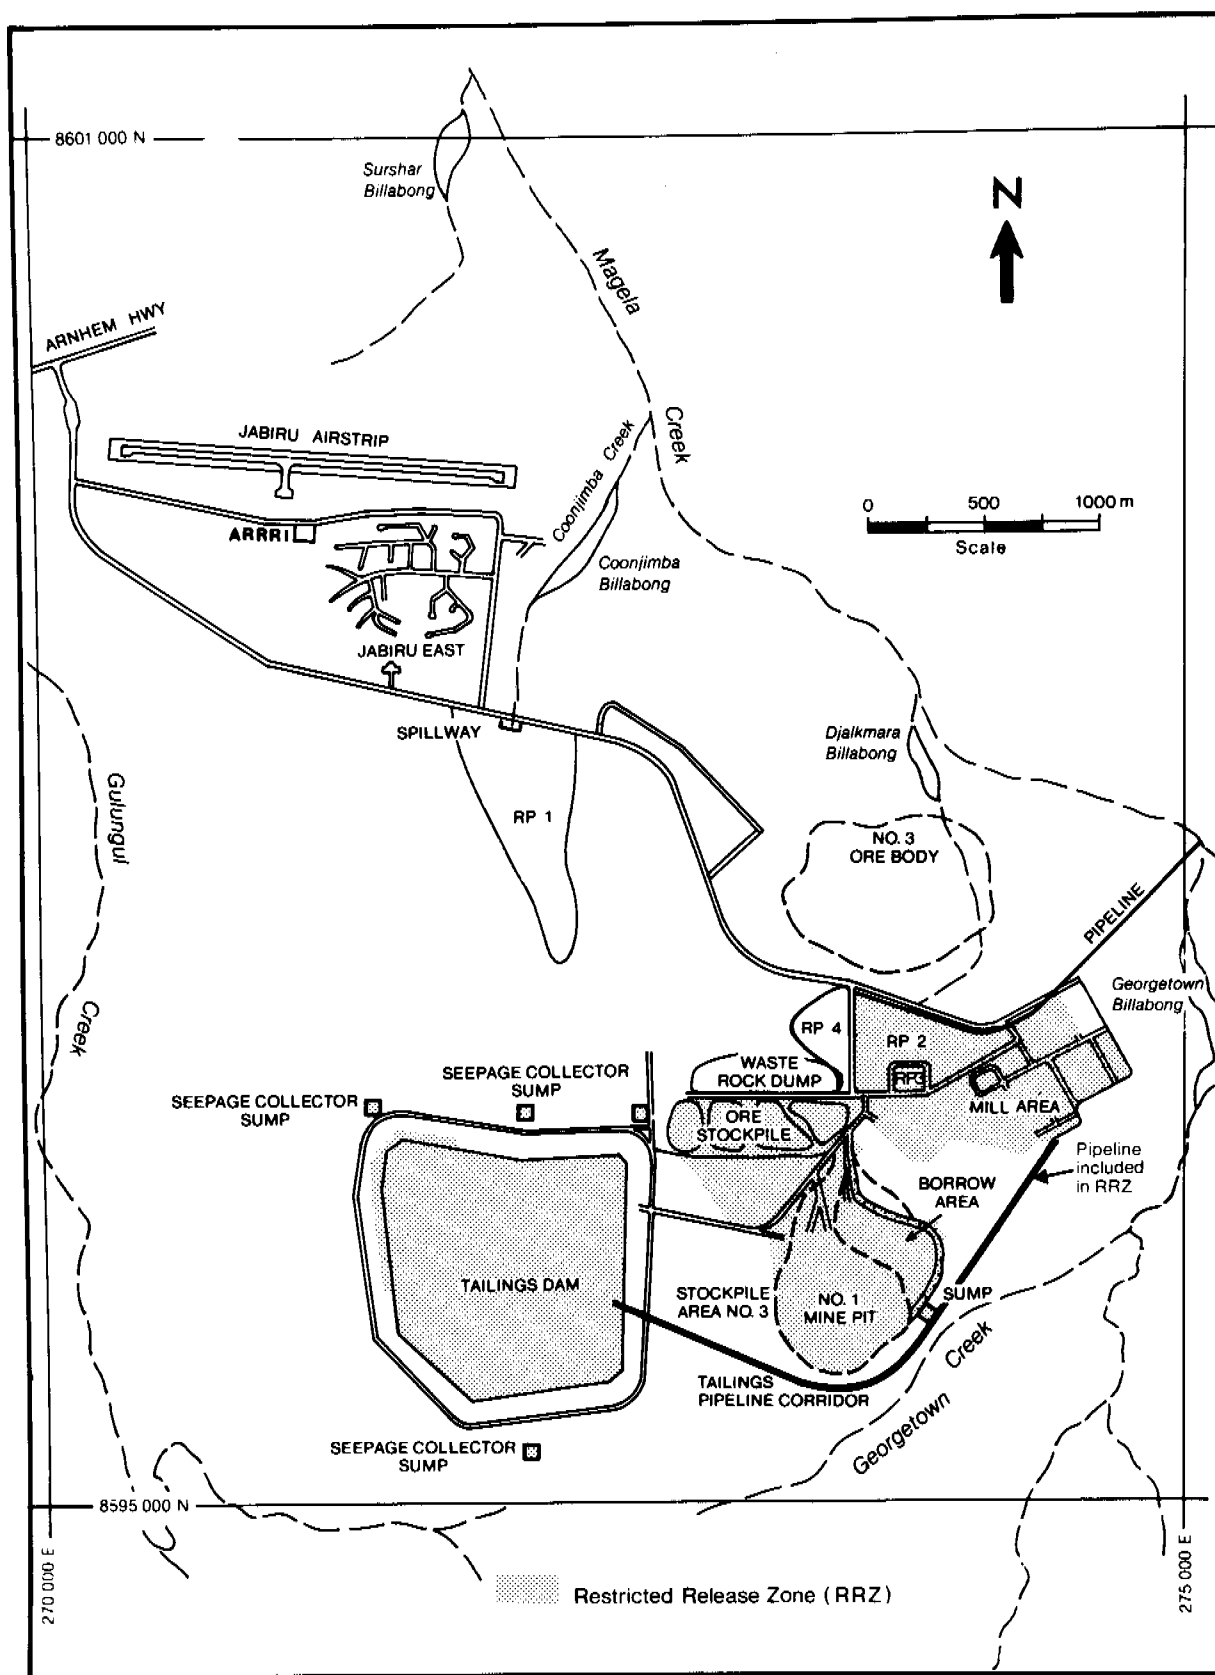 8601 000 N
Surshar
Billabong
N
Magela
Creek
ARNHEM HWY
JABIRU AIRSTRIP
Coonjimba Creek
0 500 1000 m
Scale
ARRRI
Coonjimba
Billabong
JABIRU EAST
SPILLWAY
Djalkmara
Billabong
Gulungul
Creek
RP 1
NO. 3
ORE BODY
PIPELINE
Georgetown
Billabong
RP 4
RP 2
RP3
WASTE
ROCK DUMP
MILL AREA
SEEPAGE COLLECTOR
SUMP
SEEPAGE COLLECTOR
SUMP
ORE
STOCKPILE
Pipeline
included
in RRZ
BORROW
AREA
TAILINGS DAM
STOCKPILE
AREA NO. 3
NO. 1
MINE PIT
SUMP
TAILINGS
PIPELINE CORRIDOR
Georgetown Creek
SEEPAGE COLLECTOR
SUMP
8595 000 N
270 000 E
275 000 E
Restricted Release Zone (RRZ)